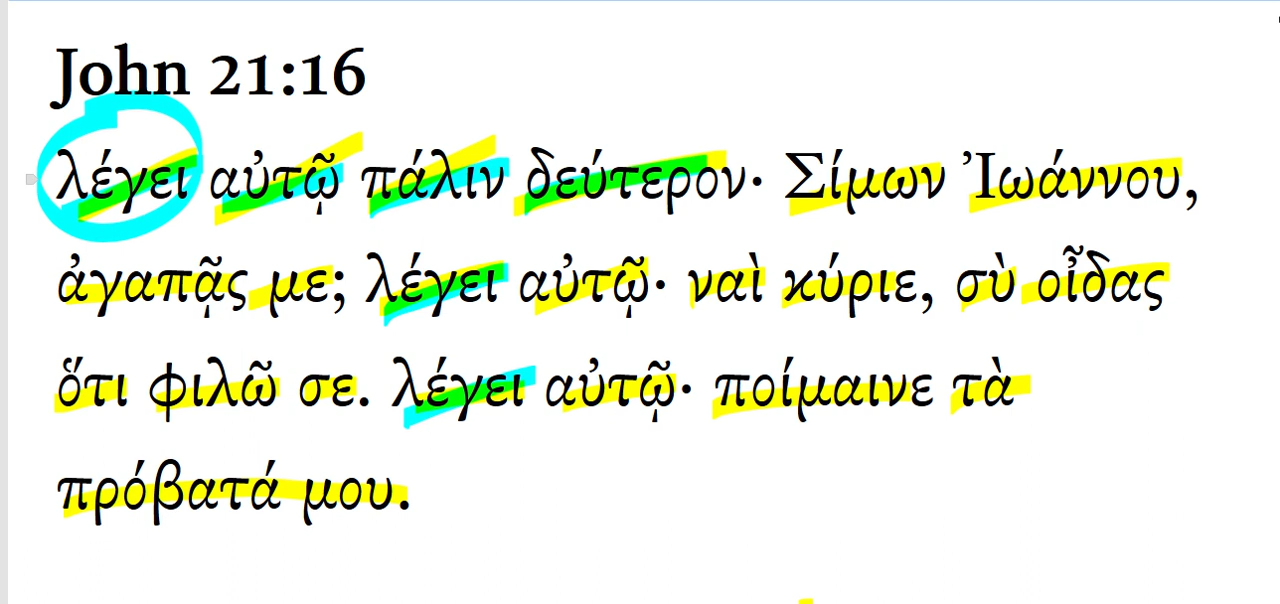 John 21:16
λέγει αὐτῷ πάλιν δεύτερον· Σίμων Ἰωάννου,
ἀγαπᾷς με; λέγει αὐτῷ· ναὶ κύριε, σὺ οἶδας
ὅτι φιλῶ σε. λέγει αὐτῷ· ποίμαινε τὰ
πρόβατά μου.